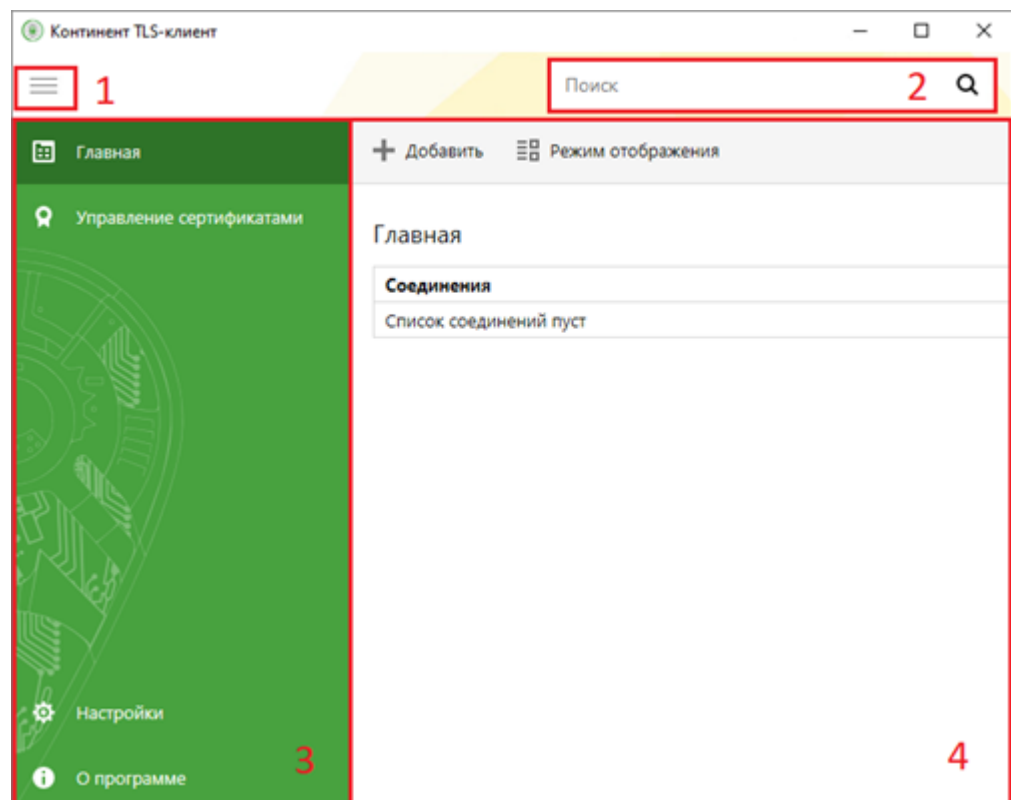 Континент TLS-клиент
1
Поиск 2
Главная
Управление сертификатами
Настройки
О программе
3
Добавить Режим отображения
Главная
Соединения
Список соединений пуст
4